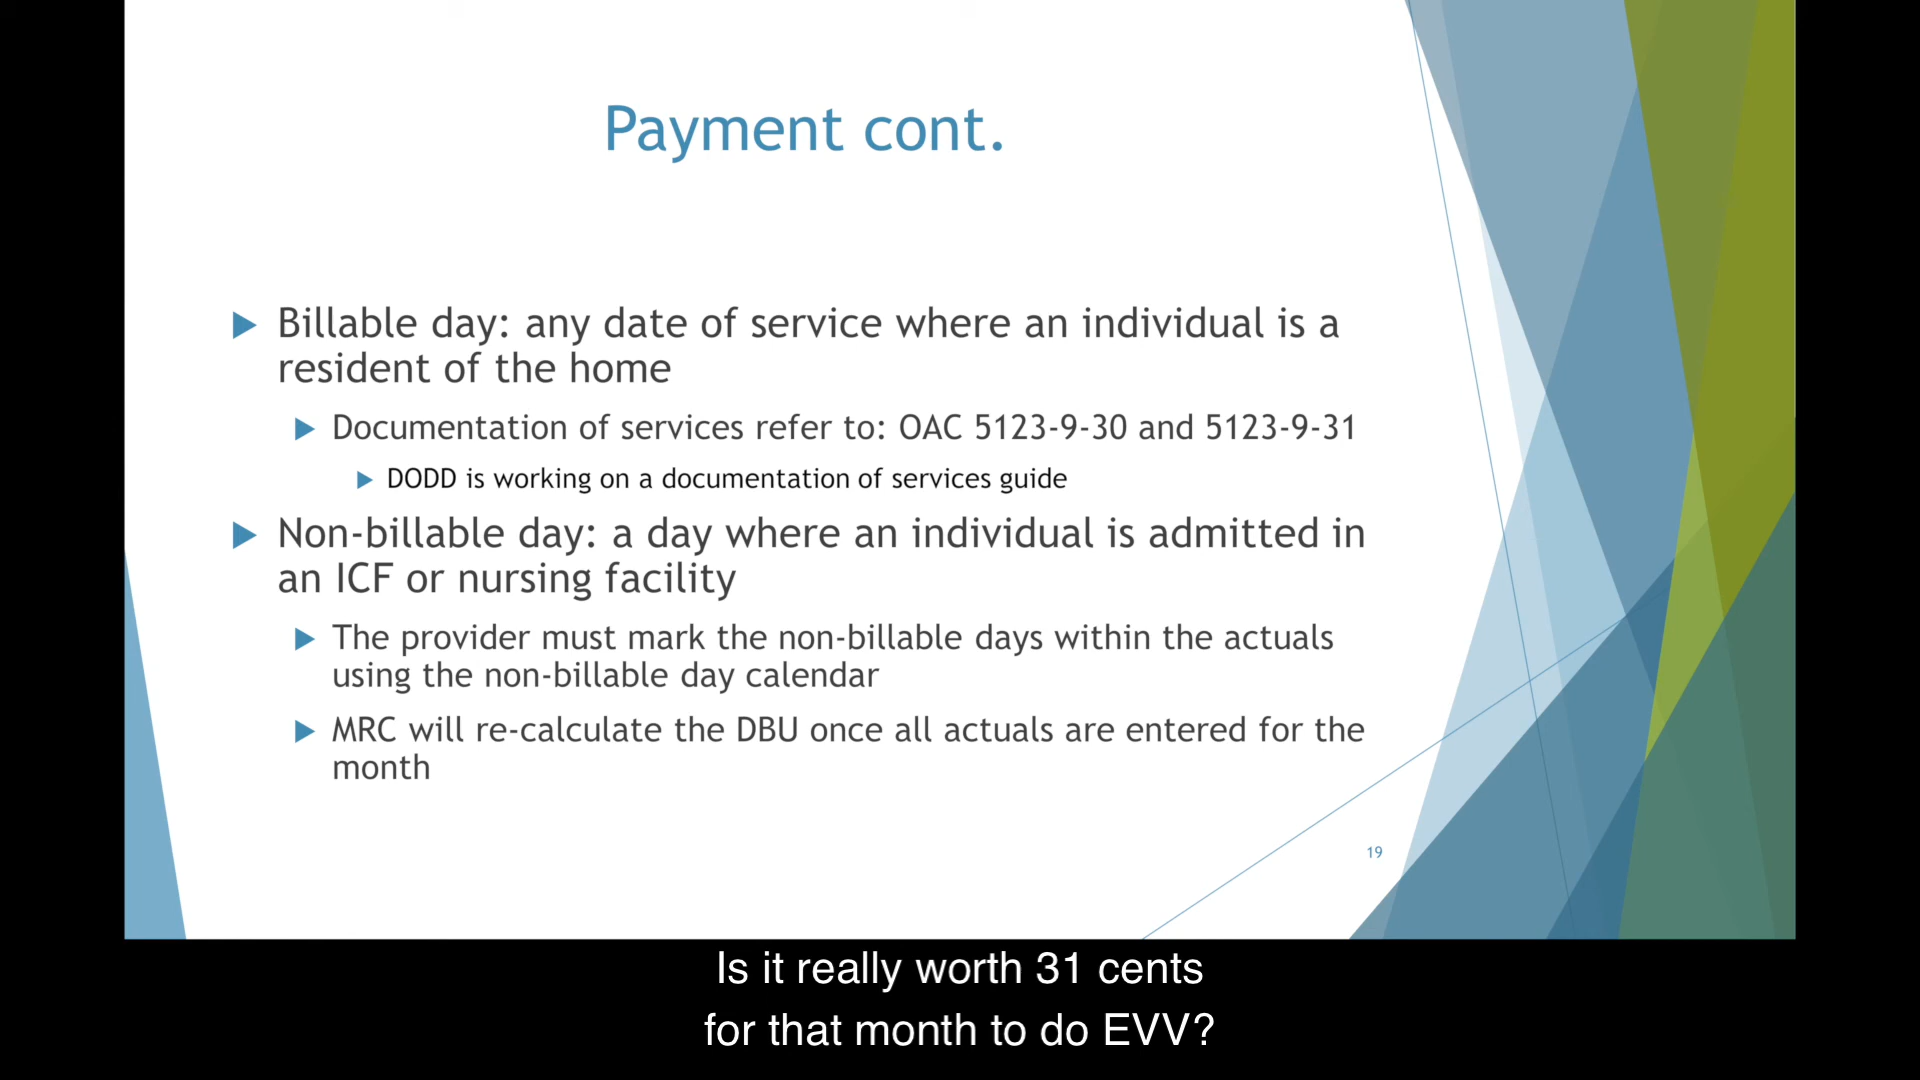 Payment cont.
Billable day: any date of service where an individual is a
resident of the home
Documentation of services refer to: OAC 5123-9-30 and 5123-9-31
DODD is working on a documentation of services guide
Non-billable day: a day where an individual is admitted in
an ICF or nursing facility
The provider must mark the non-billable days within the actuals
using the non-billable day calendar
MRC will re-calculate the DBU once all actuals are entered for the
month
19
Is it really worth 31 cents
for that month to do EVV?